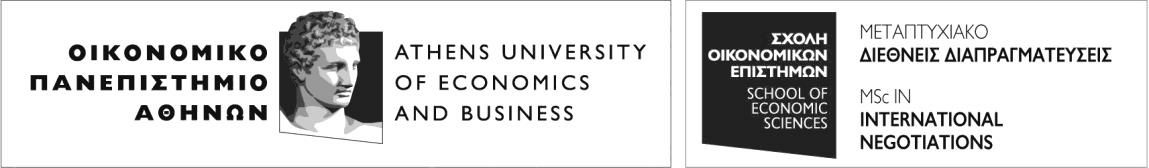 ΟΙΚΟΝΟΜΙΚΟ
ΠΑΝΕΠΙΣΤΗΜΙΟ
ΑΘΗΝΩΝ
ATHENS UNIVERSITY
OF ECONOMICS
AND BUSINESS
ΣΧΟΛΗ
ΟΙΚΟΝΟΜΙΚΩΝ
ΕΠΙΣΤΗΜΩΝ
SCHOOL OF
ECONOMIC
SCIENCES
ΜΕΤΑΠΤΥΧΙΑΚΟ
ΔΙΕΘΝΕΙΣ ΔΙΑΠΡΑΓΜΑΤΕΥΣΕΙΣ
MSc IN
INTERNATIONAL
NEGOTIATIONS